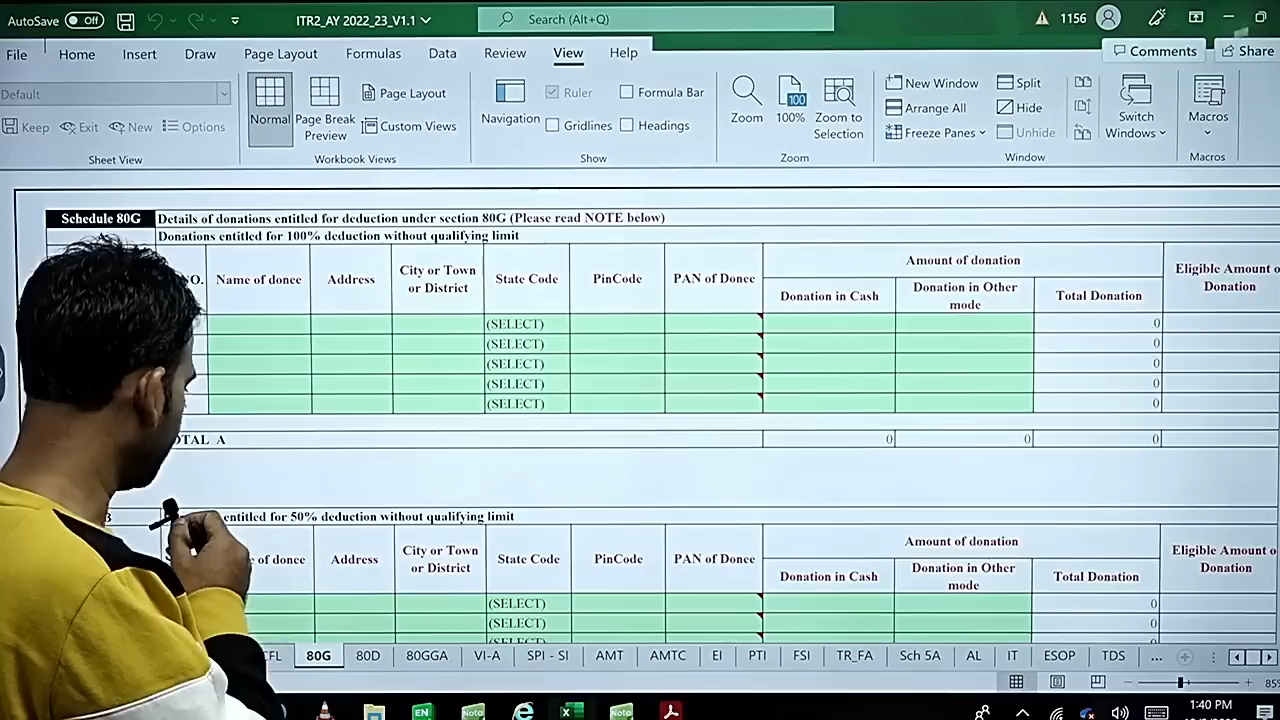 AutoSave Off ITR2_AY 2022_23_V1.1 Search (Alt+Q) 1156
File Home Insert Draw Page Layout Formulas Data Review View Help Comments Share
Default
Keep Exit New Options
Sheet View
Normal Page Break Preview Page Layout Custom Views
Workbook Views
Navigation Ruler Formula Bar Gridlines Headings
Show
Zoom 100 100% Zoom to Selection
Zoom
New Window Split
Arrange All Hide
Freeze Panes Unhide
Switch Windows
Window
Macros
Macros
Schedule 80G Details of donations entitled for deduction under section 80G (Please read NOTE below)
Donations entitled for 100% deduction without qualifying limit
NO. Name of donee Address City or Town or District State Code PinCode PAN of Donee Amount of donation Eligible Amount o Donation
Donation in Cash Donation in Other mode Total Donation
(SELECT) 0
(SELECT) 0
(SELECT) 0
(SELECT) 0
(SELECT) 0
TOTAL A 0 0 0
entitled for 50% deduction without qualifying limit
of donee Address City or Town or District State Code PinCode PAN of Donee Amount of donation Eligible Amount o Donation
Donation in Cash Donation in Other mode Total Donation
(SELECT) 0
(SELECT) 0
(SELECT) 0
CFL 80G 80D 80GGA VI-A SPI - SI AMT AMTC EI PTI FSI TR_FA Sch 5A AL IT ESOP TDS ...
85%
EN Note Note 1:40 PM